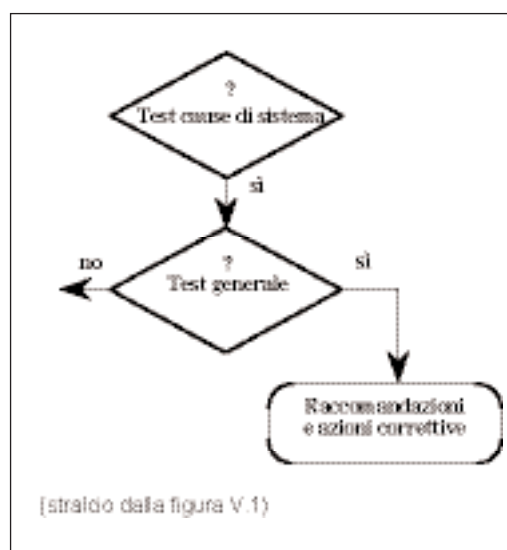 ?
Test cause di sistema
sì
?
Test generale
no
sì
Raccomandazioni
e azioni correttive
(stralcio dalla figura V.1)